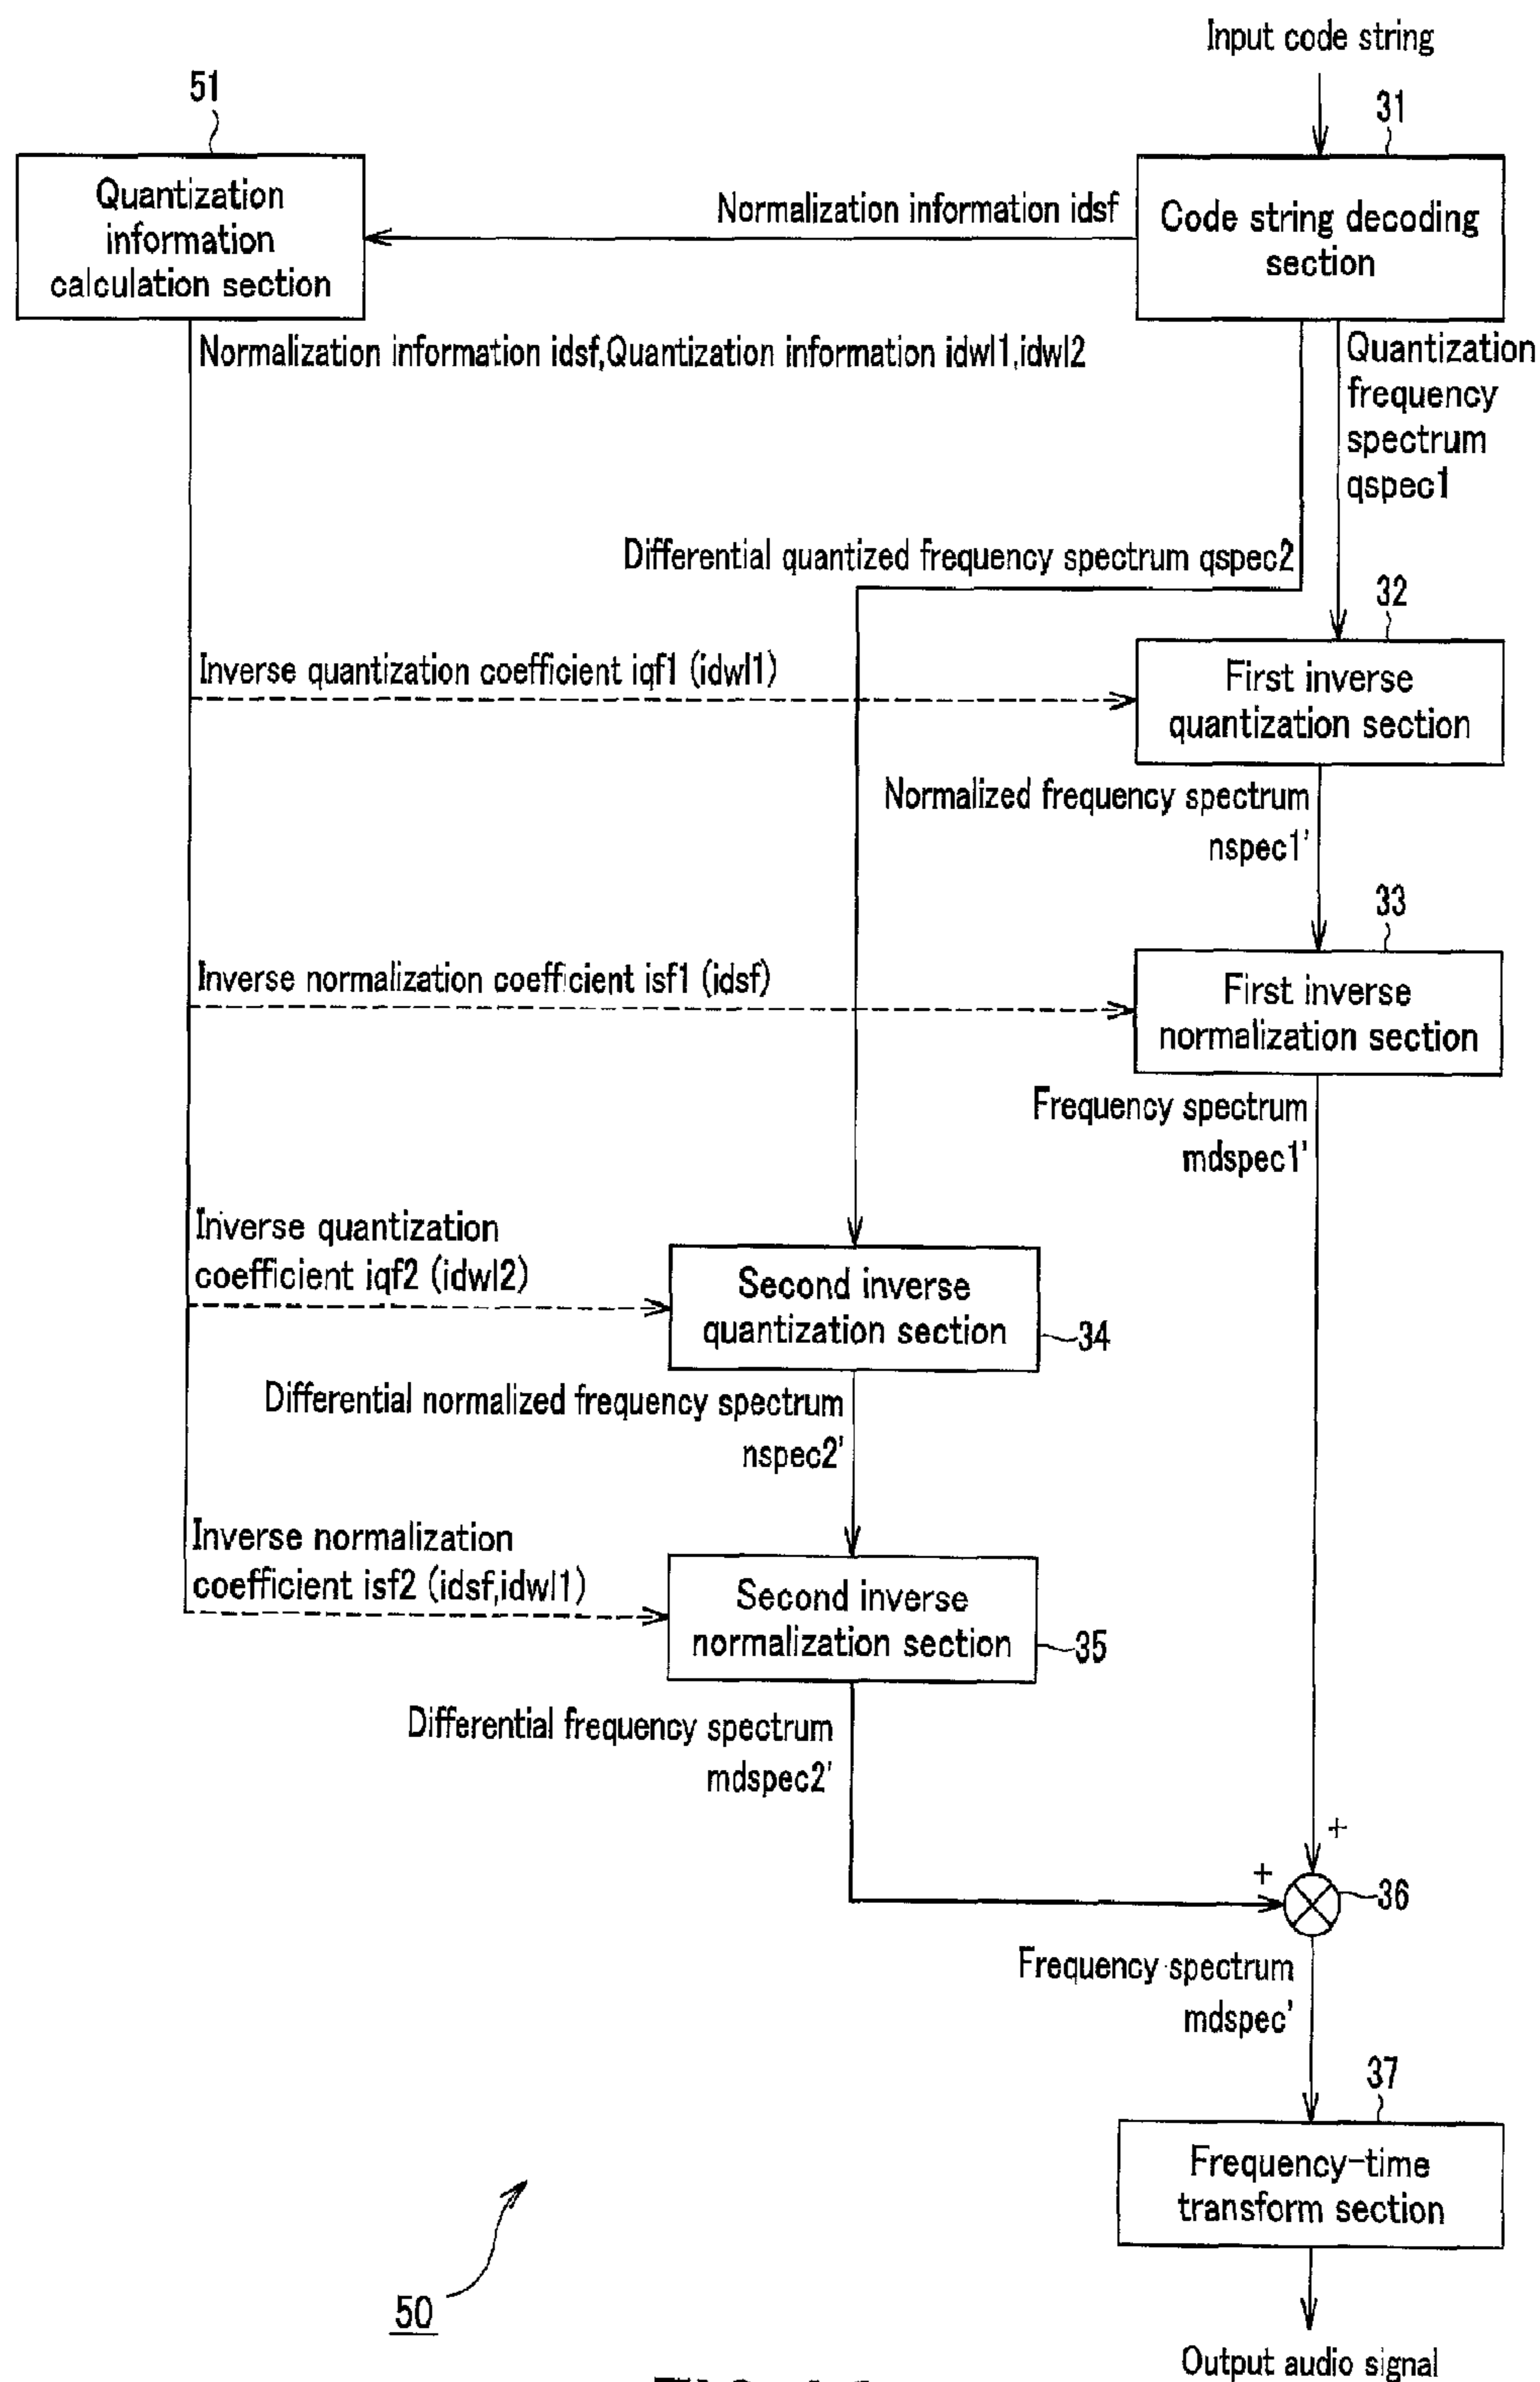 Input code string
51
31
Quantization
information
calculation section
Normalization information idsf
Code string decoding
section
Normalization information idsf,Quantization information idwl1,idwl2
Quantization
frequency
spectrum
qspec1
Differential quantized frequency spectrum qspec2
32
Inverse quantization coefficient iqf1 (idwl1)
First inverse
quantization section
Normalized frequency spectrum
nspec1'
33
Inverse normalization coefficient isf1 (idsf)
First inverse
normalization section
Frequency spectrum
mdspec1'
Inverse quantization
coefficient iqf2 (idwl2)
Second inverse
quantization section
34
Differential normalized frequency spectrum
nspec2'
Inverse normalization
coefficient isf2 (idsf,idwl1)
Second inverse
normalization section
35
Differential frequency spectrum
mdspec2'
+
+
36
Frequency spectrum
mdspec'
37
Frequency-time
transform section
50
Output audio signal